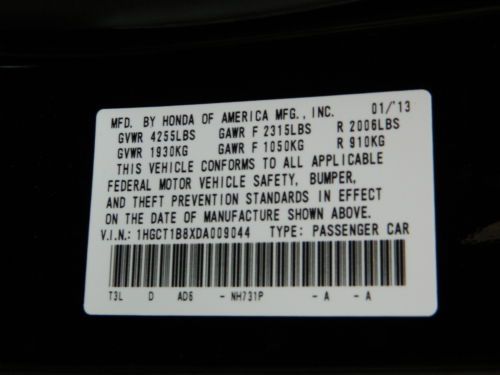 MFD. BY HONDA OF AMERICA MFG., INC. 01/'13
GVWR 4255LBS GAWR F 2315LBS R 2006LBS
GVWR 1930KG GAWR F 1050KG R 910KG
THIS VEHICLE CONFORMS TO ALL APPLICABLE
FEDERAL MOTOR VEHICLE SAFETY, BUMPER,
AND THEFT PREVENTION STANDARDS IN EFFECT
ON THE DATE OF MANUFACTURE SHOWN ABOVE.
V.I.N.: 1HGCT1B8XDA009044 TYPE: PASSENGER CAR
T3L D AD6 - NH731P - A - A